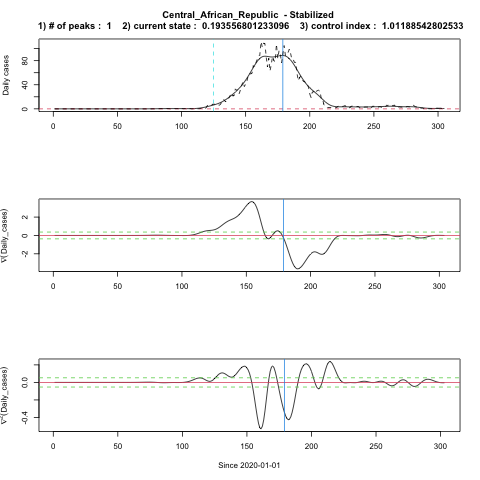 Central_African_Republic - Stabilized
1) # of peaks : 1 2) current state : 0.193556801233096 3) control index : 1.01188542802533
Daily cases
0 40 80
0 50 100 150 200 250 300
∇(Daily_cases)
-2 0 2
0 50 100 150 200 250 300
∇²(Daily_cases)
-0.4 0.0
0 50 100 150 200 250 300
Since 2020-01-01